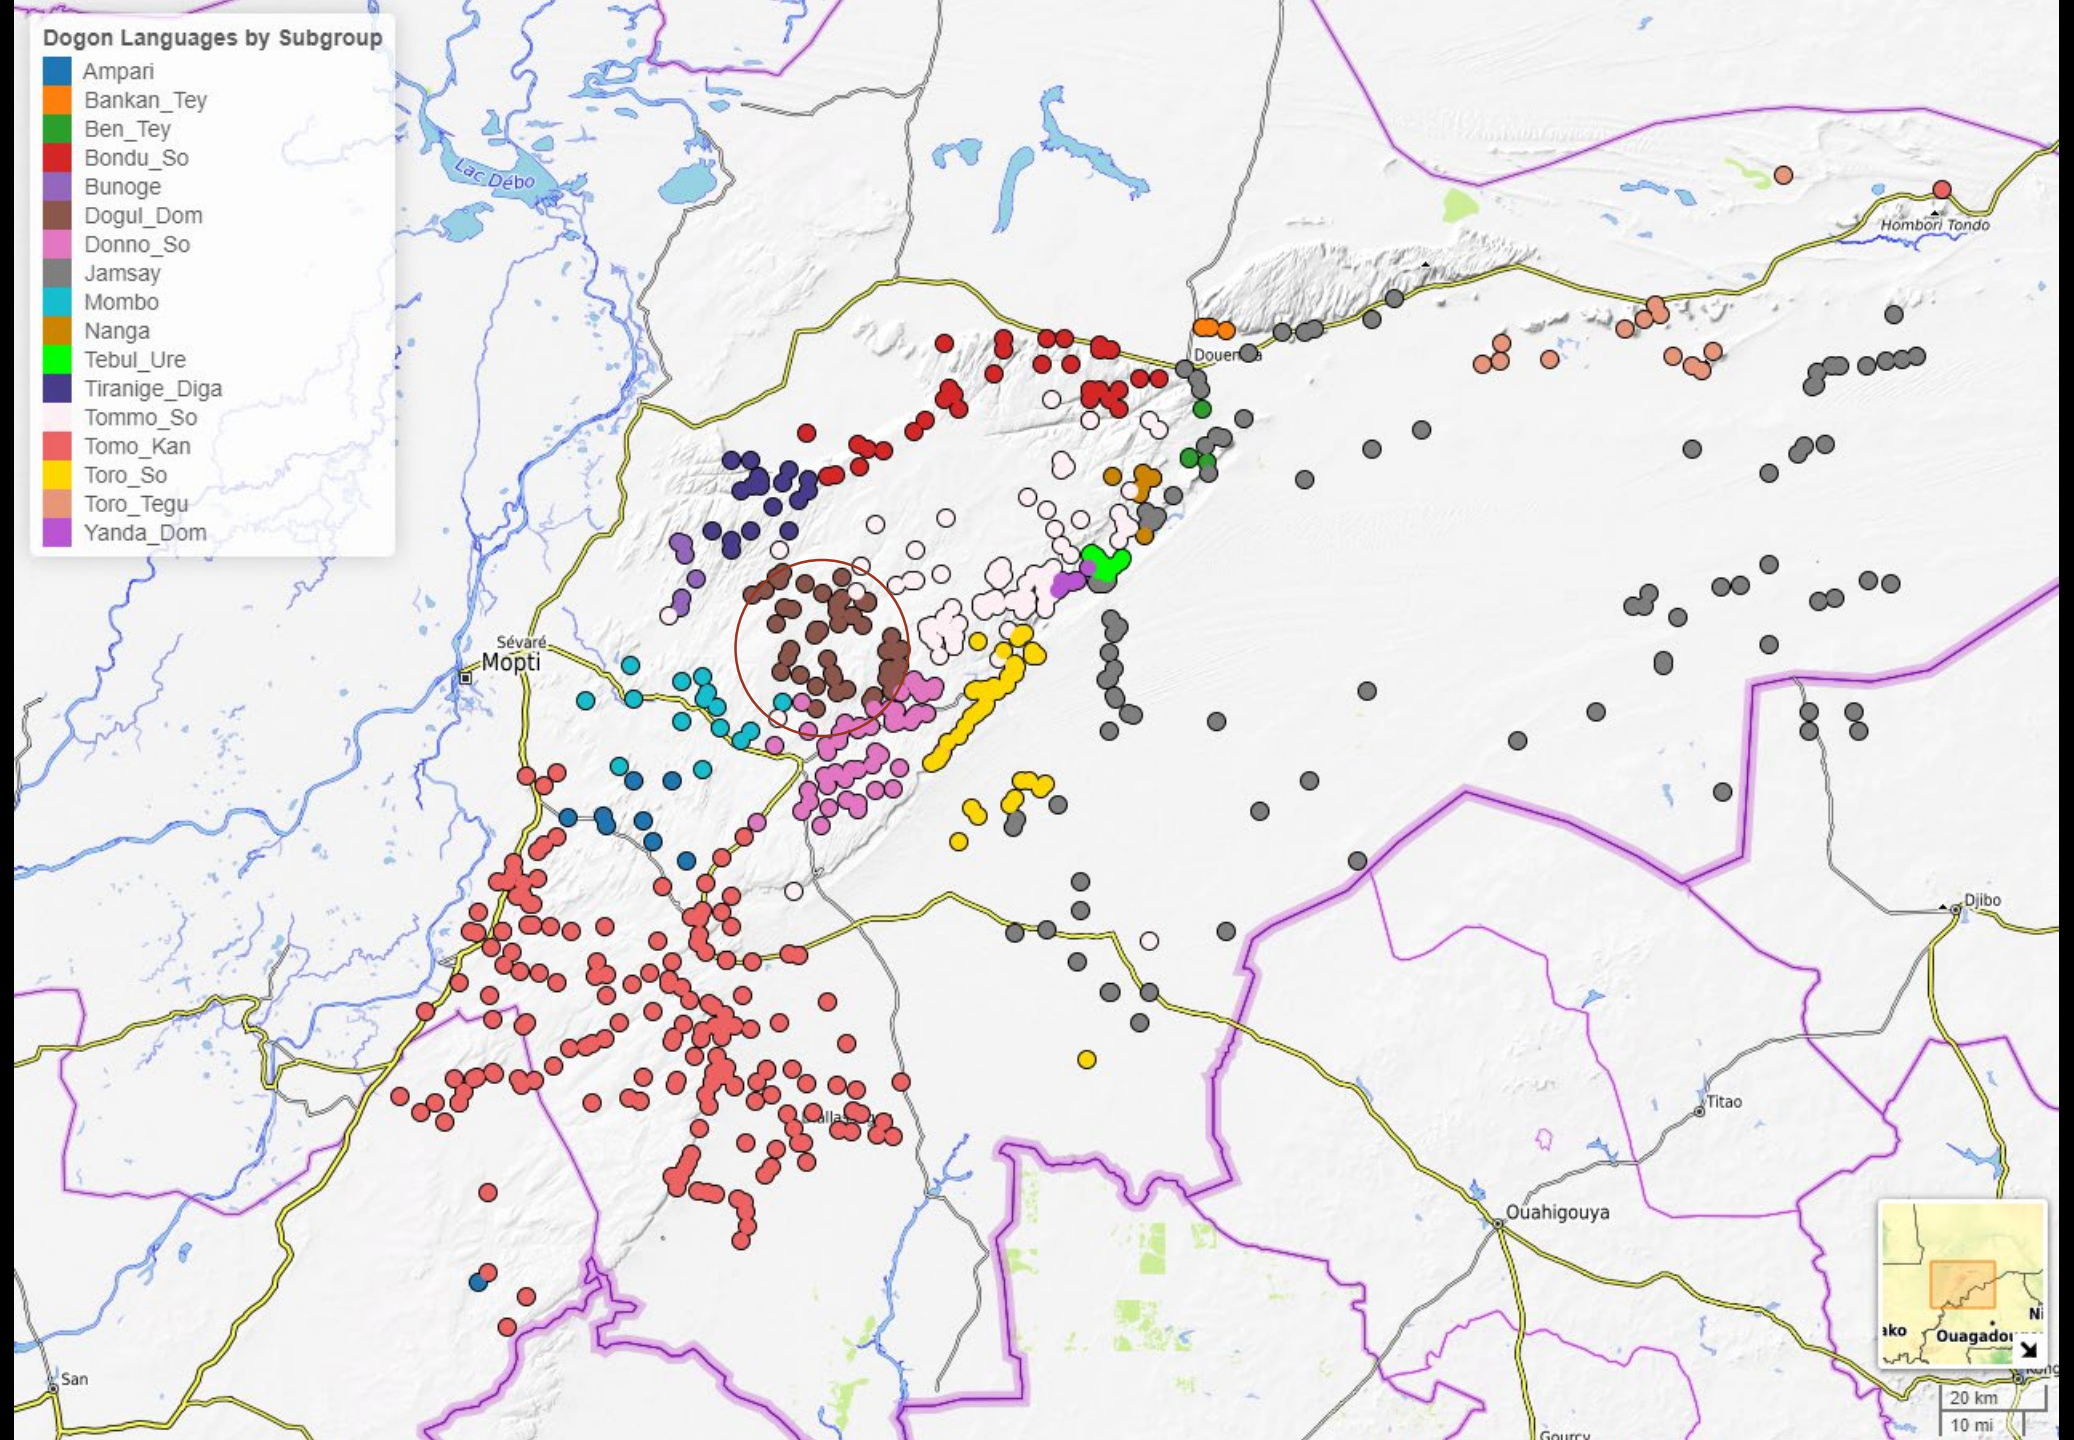 Dogon Languages by Subgroup
Ampari
Bankan_Tey
Ben_Tey
Bondu_So
Bunoge
Dogul_Dom
Donno_So
Jamsay
Mombo
Nanga
Tebul_Ure
Tiranige_Diga
Tommo_So
Tomo_Kan
Toro_So
Toro_Tegu
Yanda_Dom
Lac Débo
Hombori Tondo
Sévaré
Mopti
Djibo
Titao
Ouahigouya
San
Gourcy
Ouagadou
20 km
10 mi